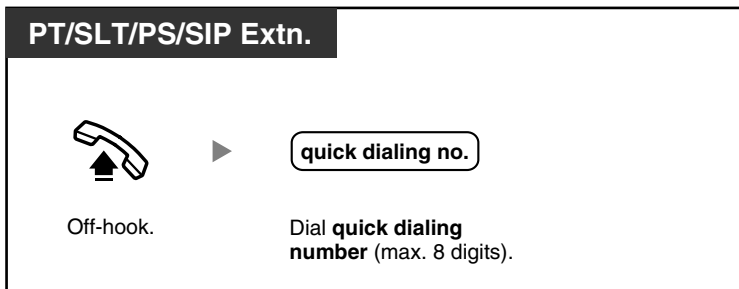 PT/SLT/PS/SIP Extn.
quick dialing no.
Off-hook.
Dial quick dialing
number (max. 8 digits).